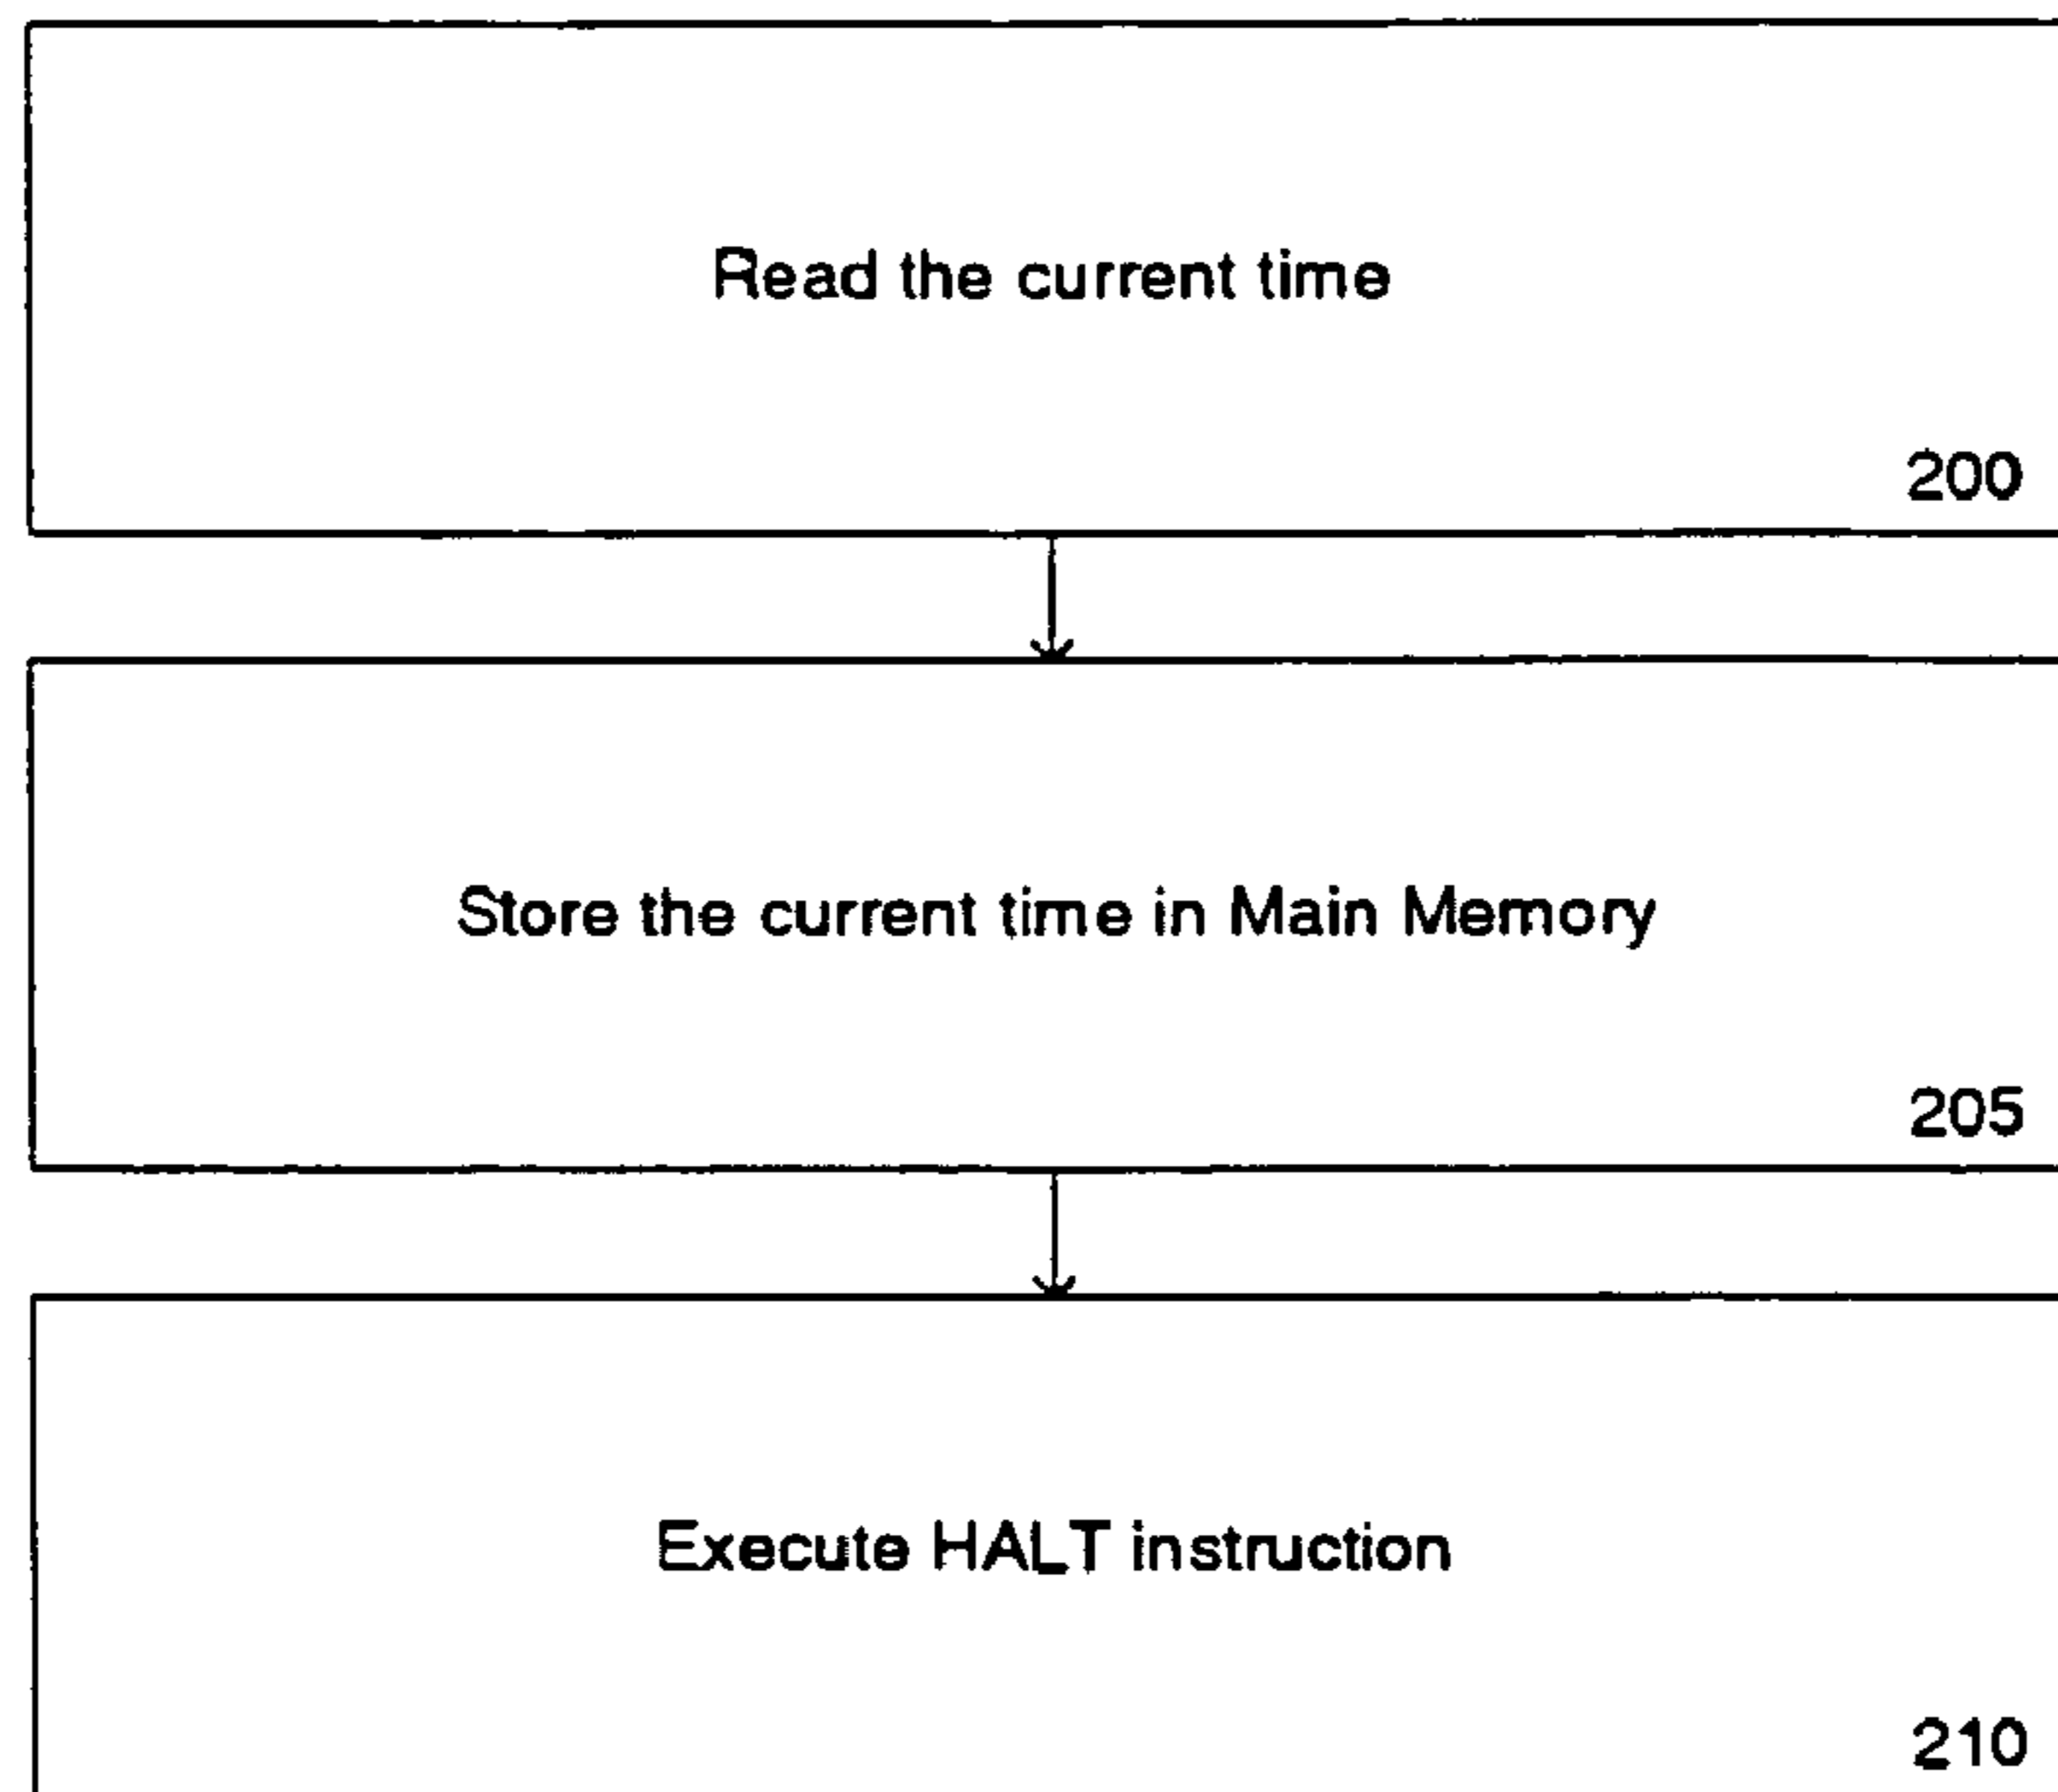 Read the current time
200
Store the current time in Main Memory
205
Execute HALT instruction
210